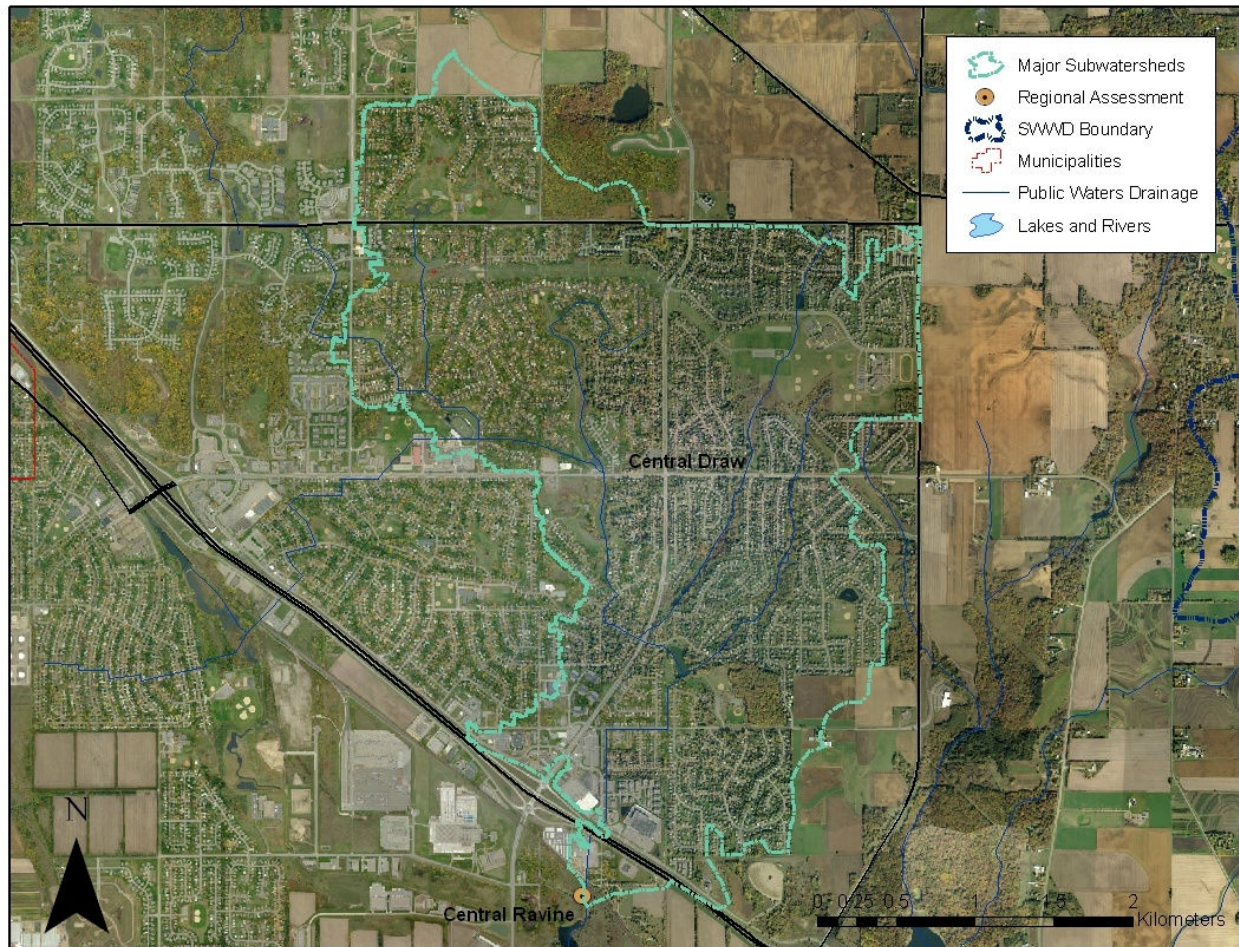 Major Subwatersheds
Regional Assessment
SWWD Boundary
Municipalities
Public Waters Drainage
Lakes and Rivers
Central Draw
N
Central Ravine
0 0.25 0.5 1 1.5 2
Kilometers